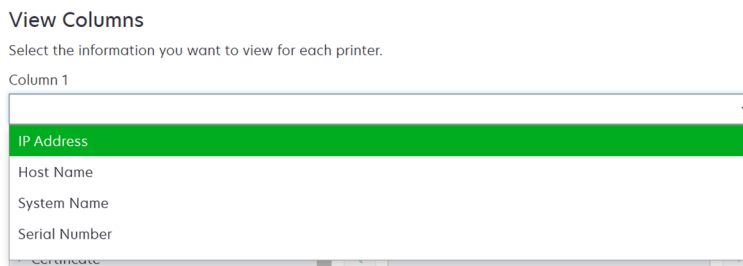 View Columns
Select the information you want to view for each printer.
Column 1
IP Address
Host Name
System Name
Serial Number
Certificate